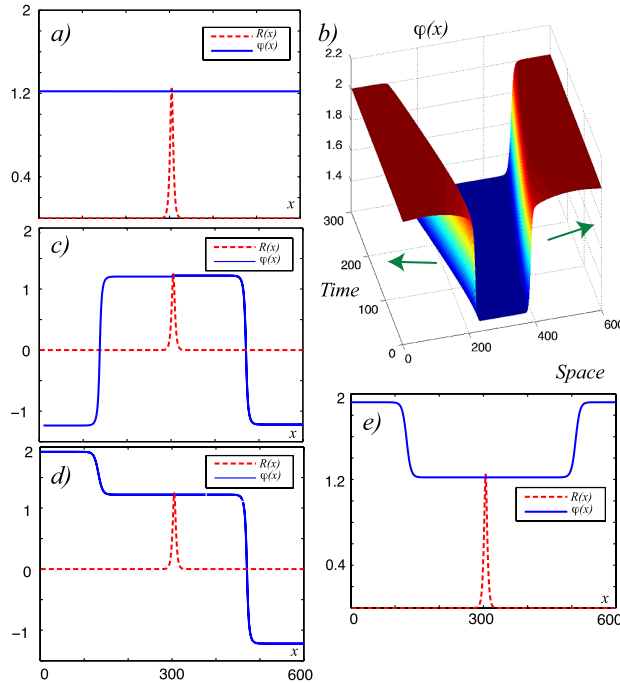 a)
2
1.2
0.4
R(x)
φ(x)
x
b)
φ(x)
2.2
2
1.8
1.6
1.4
300
200
100
0
Time
0
200
400
600
Space
c)
1
0
−1
R(x)
φ(x)
x
d)
2
1
0
−1
R(x)
φ(x)
x
0
300
600
e)
2
1.2
0.4
R(x)
φ(x)
x
0
300
600